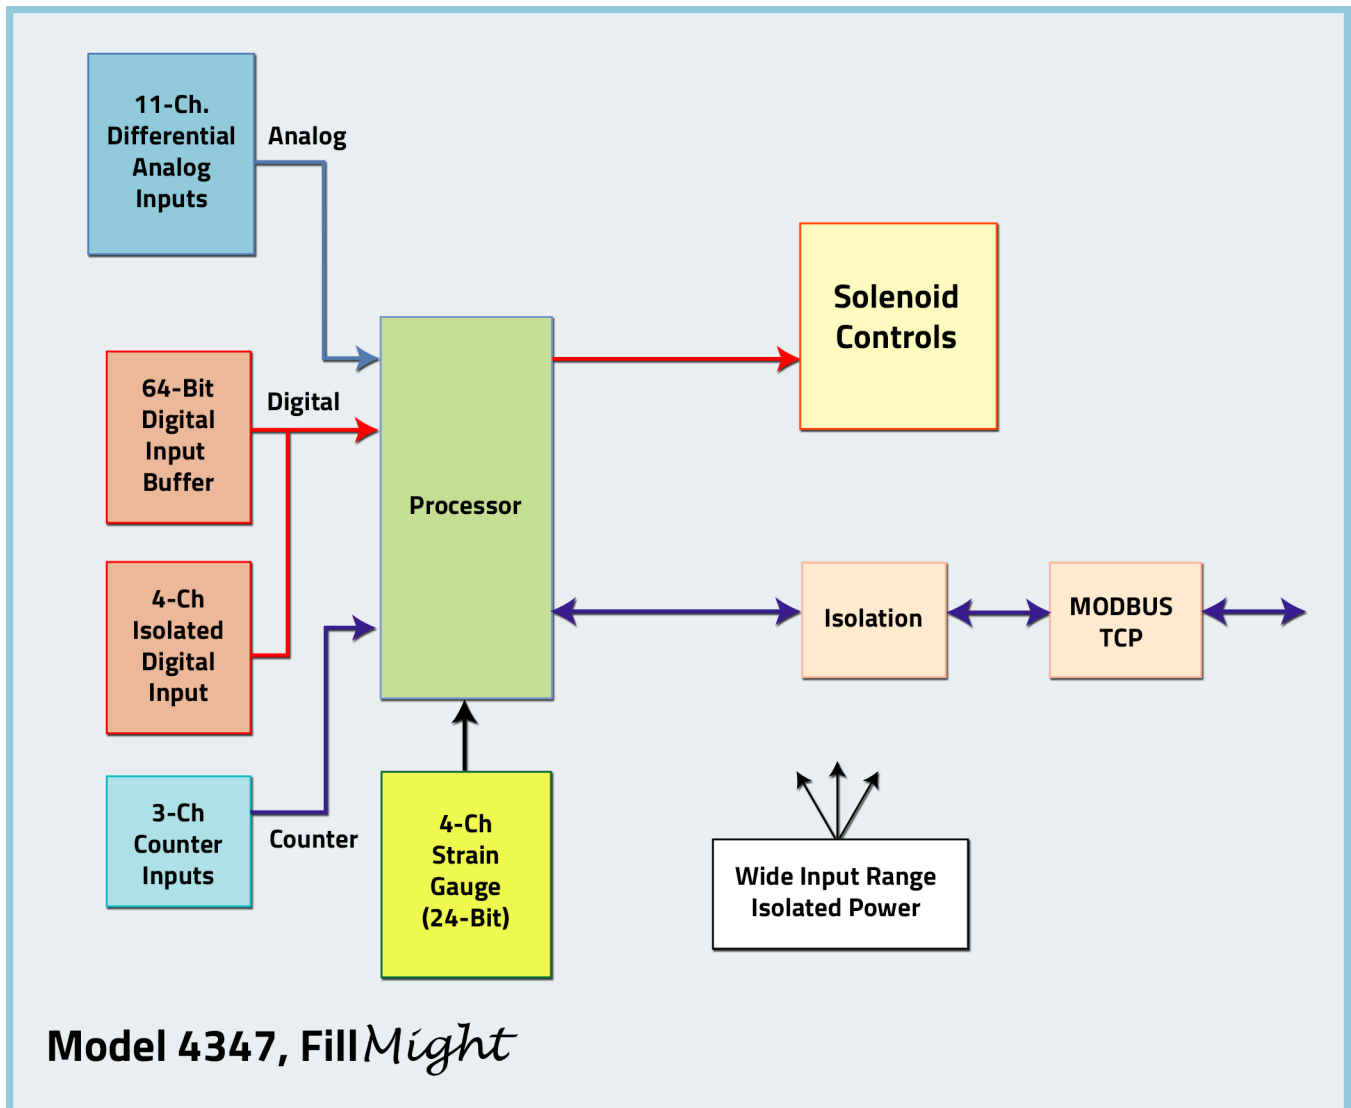 11-Ch.
Differential
Analog
Inputs
Analog
64-Bit
Digital
Input
Buffer
Digital
4-Ch
Isolated
Digital
Input
3-Ch
Counter
Inputs
Counter
Processor
4-Ch
Strain
Gauge
(24-Bit)
Solenoid
Controls
Isolation
MODBUS
TCP
Wide Input Range
Isolated Power
Model 4347, FillMight